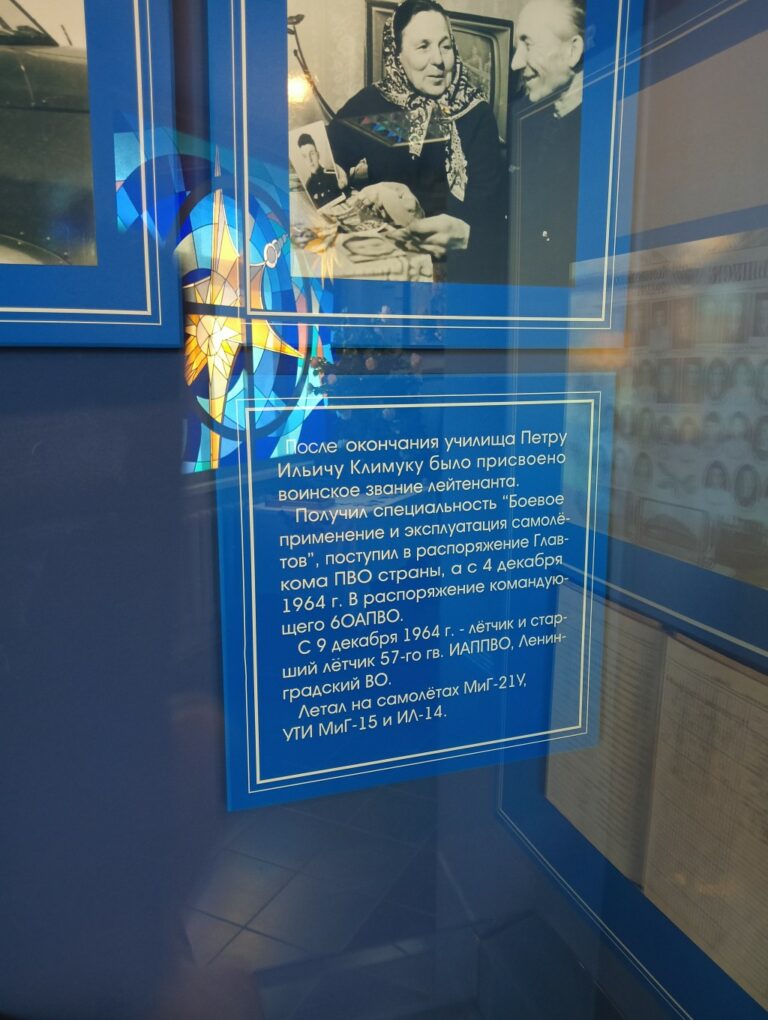 После окончания училища Петру
Ильичу Климуку было присвоено
воинское звание лейтенанта.
Получил специальность "Боевое
применение и эксплуатация самолё-
тов", поступил в распоряжение Глав-
кома ПВО страны, а с 4 декабря
1964 г. В распоряжение командую-
щего 6ОАПВО.
С 9 декабря 1964 г. - лётчик и стар-
ший лётчик 57-го гв. ИАППВО, Ленин-
градский ВО.
Летал на самолётах МиГ-21У,
УТИ МиГ-15 и ИЛ-14.